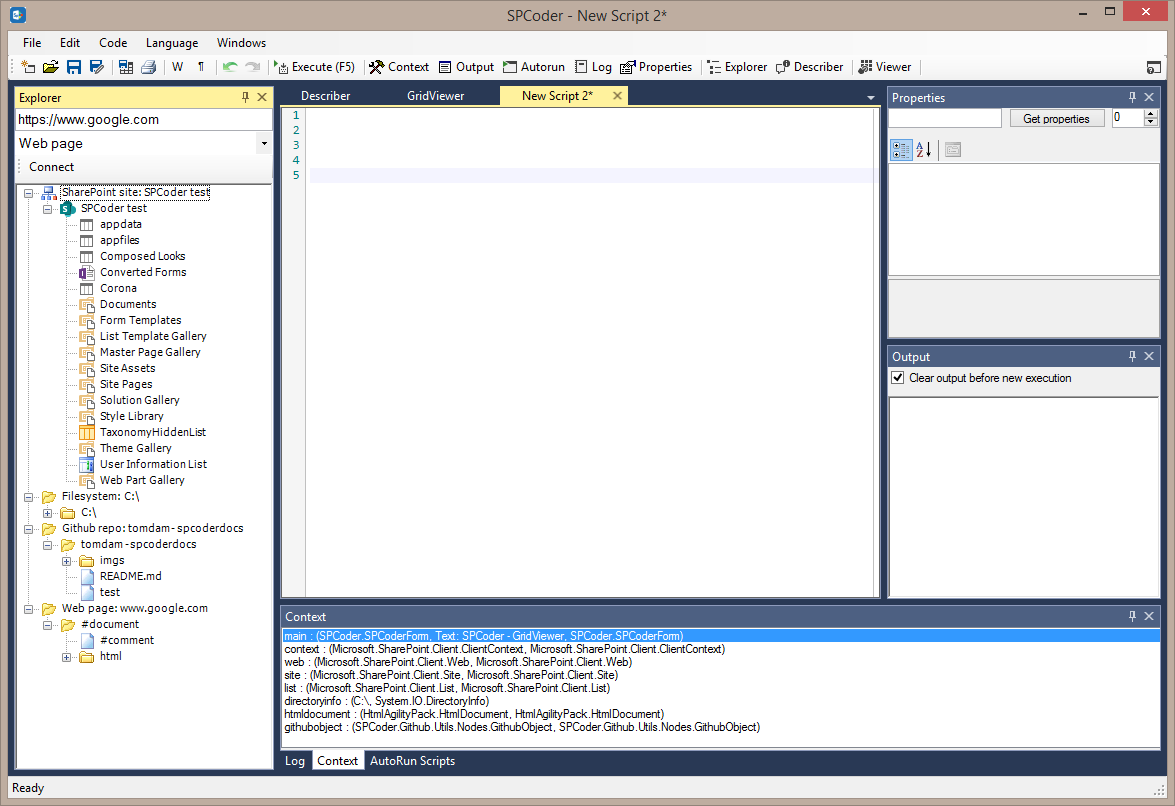 SPCoder - New Script 2*
File Edit Code Language Windows
W ¶ Execute (F5) Context Output Autorun Log Properties Explorer Describer Viewer
Explorer
https://www.google.com
Web page
Connect
SharePoint site: SPCoder test
SPCoder test
appdata
appfiles
Composed Looks
Converted Forms
Corona
Documents
Form Templates
List Template Gallery
Master Page Gallery
Site Assets
Site Pages
Solution Gallery
Style Library
TaxonomyHiddenList
Theme Gallery
User Information List
Web Part Gallery
Filesystem: C:\
C:\
Github repo: tomdam - spcoderdocs
tomdam - spcoderdocs
imgs
README.md
test
Web page: www.google.com
#document
#comment
html
Describer GridViewer New Script 2*
1
2
3
4
5
Properties
Get properties 0
Output
Clear output before new execution
Context
main : (SPCoder.SPCoderForm, Text: SPCoder - GridViewer, SPCoder.SPCoderForm)
context : (Microsoft.SharePoint.Client.ClientContext, Microsoft.SharePoint.Client.ClientContext)
web : (Microsoft.SharePoint.Client.Web, Microsoft.SharePoint.Client.Web)
site : (Microsoft.SharePoint.Client.Site, Microsoft.SharePoint.Client.Site)
list : (Microsoft.SharePoint.Client.List, Microsoft.SharePoint.Client.List)
directoryinfo : (C:\, System.IO.DirectoryInfo)
htmldocument : (HtmlAgilityPack.HtmlDocument, HtmlAgilityPack.HtmlDocument)
githubobject : (SPCoder.Github.Utils.Nodes.GithubObject, SPCoder.Github.Utils.Nodes.GithubObject)
Log Context AutoRun Scripts
Ready